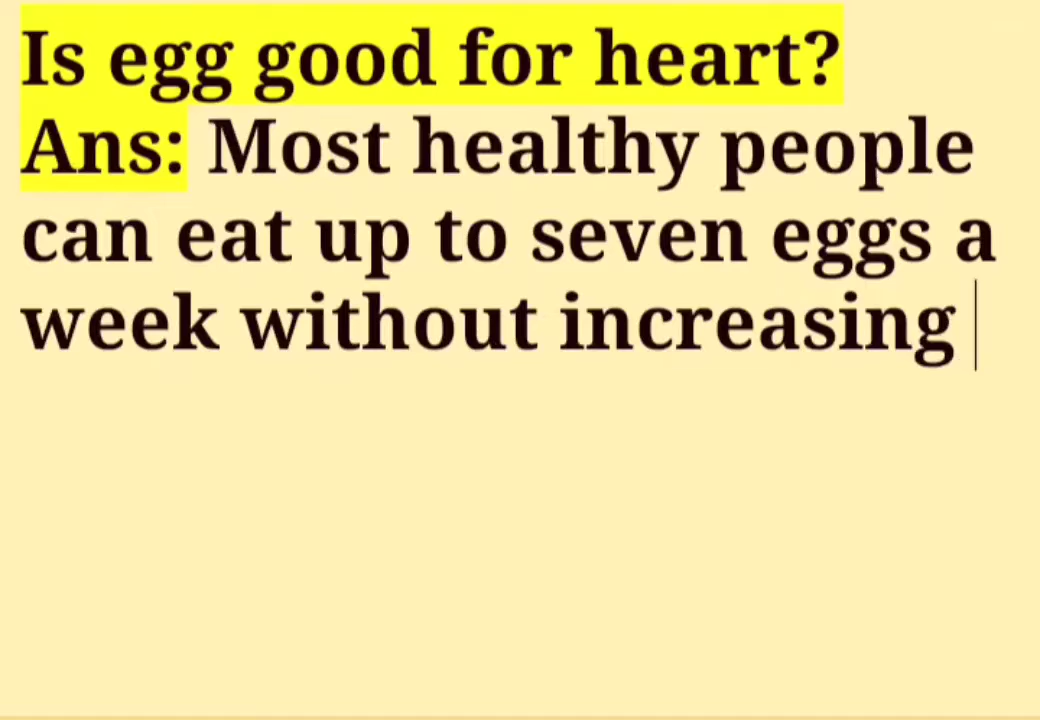 Is egg good for heart?
Ans: Most healthy people
can eat up to seven eggs a
week without increasing